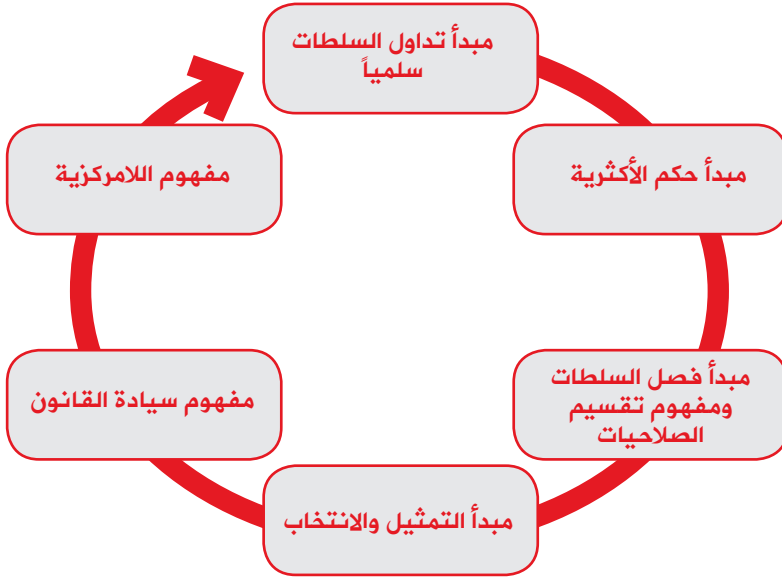 مبدأ تداول السلطات
سلمياً
مبدأ حكم الأكثرية
مبدأ فصل السلطات
ومفهوم تقسيم
الصلاحيات
مبدأ التمثيل والانتخاب
مفهوم سيادة القانون
مفهوم اللامركزية